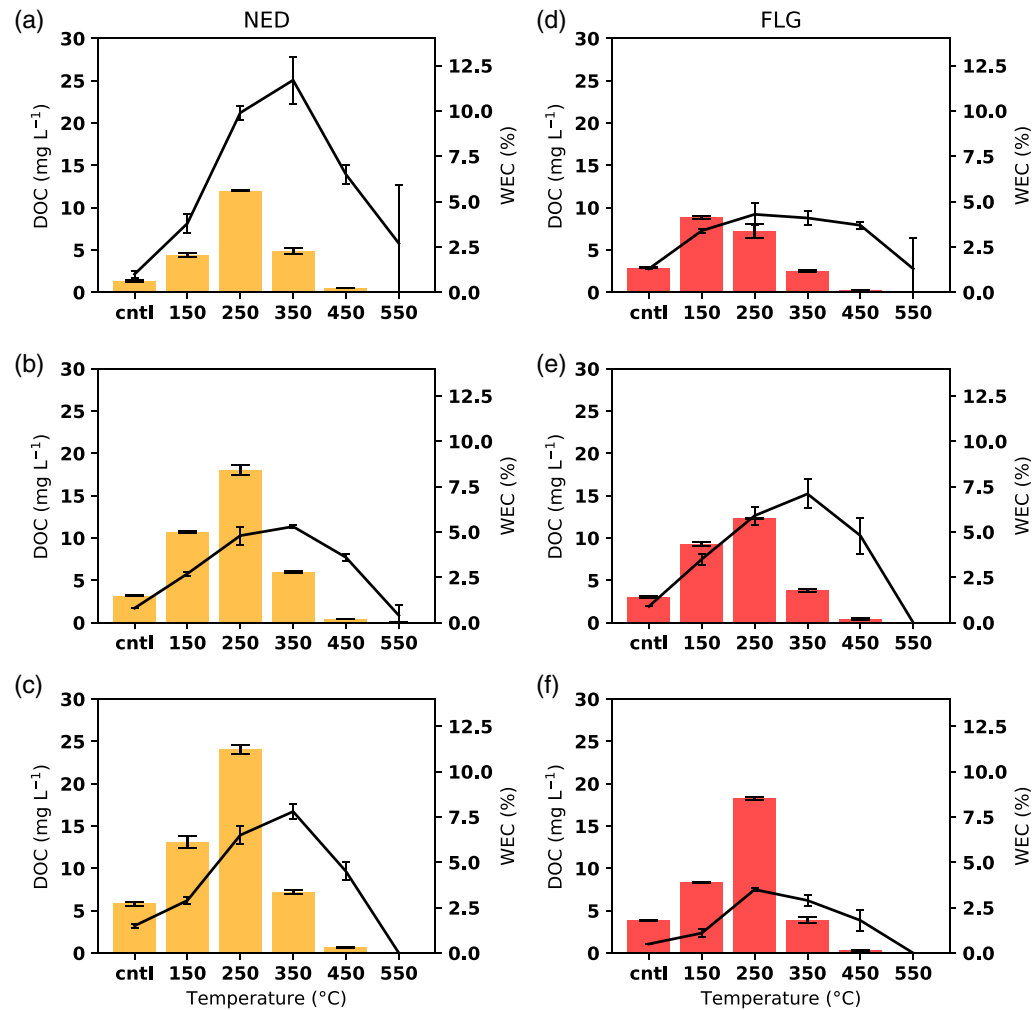 (a) NED (d) FLG
30 30
25 12.5 25 12.5
20 10.0 20 10.0
15 7.5 15 7.5
10 5.0 10 5.0
5 2.5 5 2.5
0 0.0 0 0.0
DOC (mg L−1) WEC (%) DOC (mg L−1) WEC (%)
cntl 150 250 350 450 550 cntl 150 250 350 450 550
(b) (e)
30 30
25 12.5 25 12.5
20 10.0 20 10.0
15 7.5 15 7.5
10 5.0 10 5.0
5 2.5 5 2.5
0 0.0 0 0.0
DOC (mg L−1) WEC (%) DOC (mg L−1) WEC (%)
cntl 150 250 350 450 550 cntl 150 250 350 450 550
(c) (f)
30 30
25 12.5 25 12.5
20 10.0 20 10.0
15 7.5 15 7.5
10 5.0 10 5.0
5 2.5 5 2.5
0 0.0 0 0.0
DOC (mg L−1) WEC (%) DOC (mg L−1) WEC (%)
cntl 150 250 350 450 550 cntl 150 250 350 450 550
Temperature (°C) Temperature (°C)